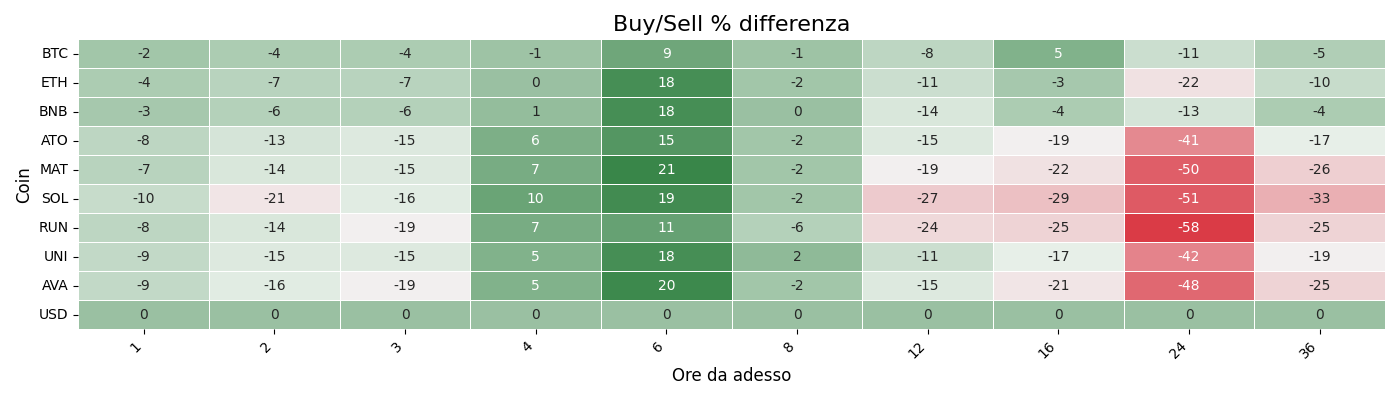 Buy/Sell % differenza
Coin
BTC -2 -4 -4 -1 9 -1 -8 5 -11 -5
ETH -4 -7 -7 0 18 -2 -11 -3 -22 -10
BNB -3 -6 -6 1 18 0 -14 -4 -13 -4
ATO -8 -13 -15 6 15 -2 -15 -19 -41 -17
MAT -7 -14 -15 7 21 -2 -19 -22 -50 -26
SOL -10 -21 -16 10 19 -2 -27 -29 -51 -33
RUN -8 -14 -19 7 11 -6 -24 -25 -58 -25
UNI -9 -15 -15 5 18 2 -11 -17 -42 -19
AVA -9 -16 -19 5 20 -2 -15 -21 -48 -25
USD 0 0 0 0 0 0 0 0 0 0
1 2 3 4 6 8 12 16 24 36
Ore da adesso